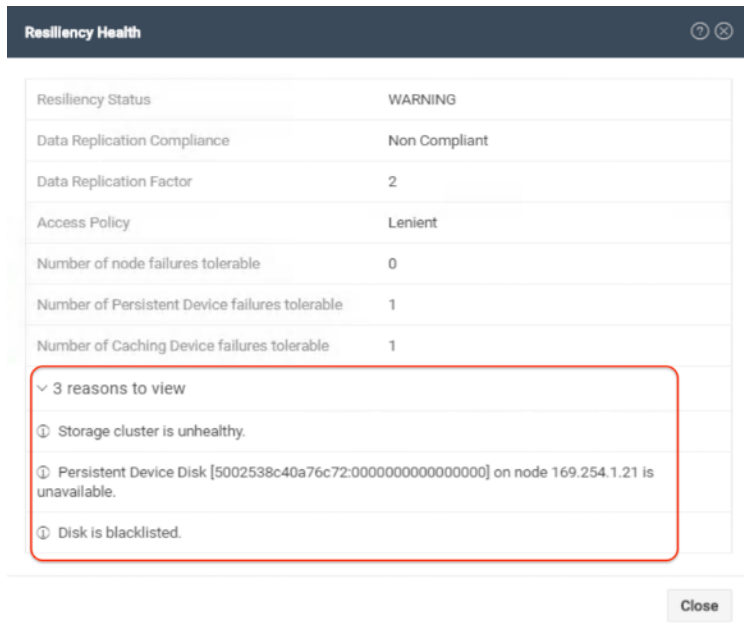 Resiliency Health
Resiliency Status WARNING
Data Replication Compliance Non Compliant
Data Replication Factor 2
Access Policy Lenient
Number of node failures tolerable 0
Number of Persistent Device failures tolerable 1
Number of Caching Device failures tolerable 1
3 reasons to view
Storage cluster is unhealthy.
Persistent Device Disk [5002538c40a76c72:0000000000000000] on node 169.254.1.21 is
unavailable.
Disk is blacklisted.
Close